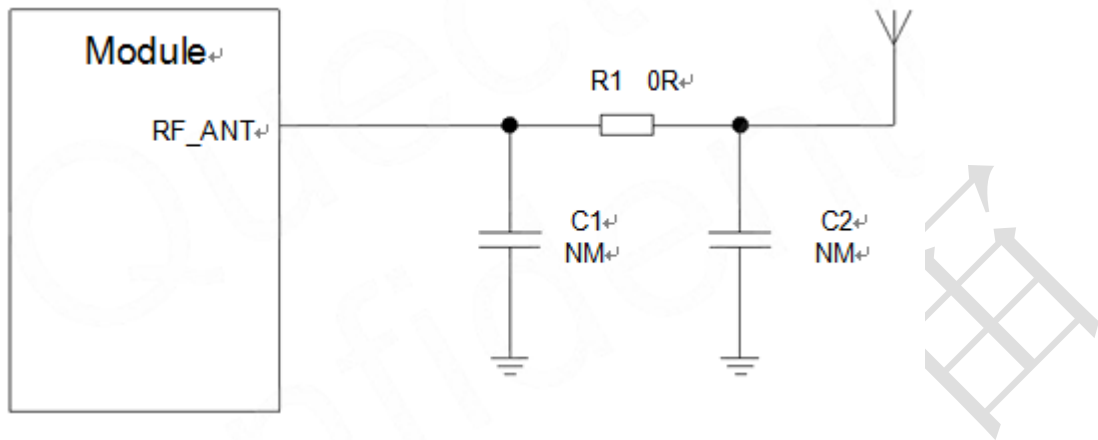 Module↵
R1 0R↵
RF_ANT↵
C1↵
NM↵
C2↵
NM↵